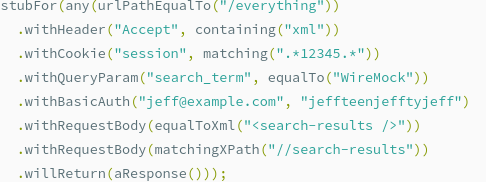 stubFor(any(urlPathEqualTo("/everything"))
.withHeader("Accept", containing("xml"))
.withCookie("session", matching(".*12345.*"))
.withQueryParam("search_term", equalTo("WireMock"))
.withBasicAuth("jeff@example.com", "jeffteenjefftyjeff")
.withRequestBody(equalToXml("<search-results />"))
.withRequestBody(matchingXPath("//search-results"))
.willReturn(aResponse()));